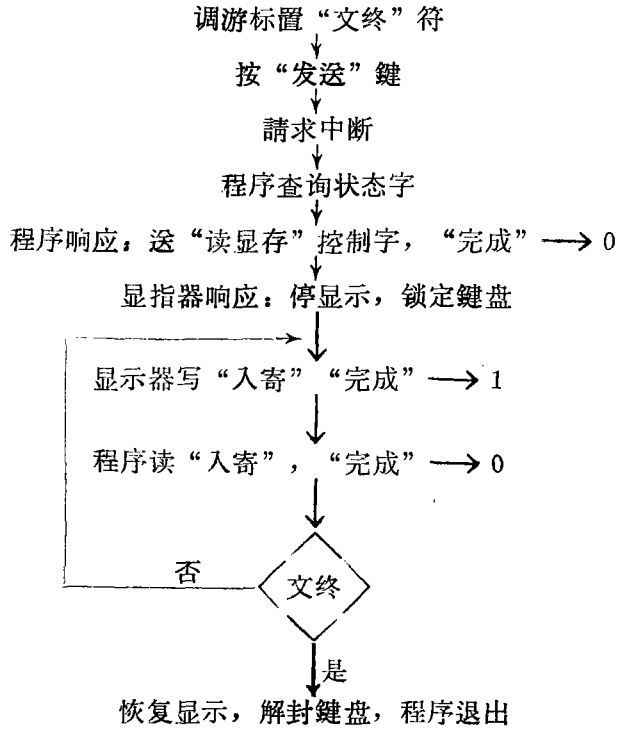 调游标置“文终”符
按“发送”鍵
請求中断
程序查询状态字
程序响应：送“读显存”控制字，“完成”→0
显指器响应：停显示，锁定鍵盘
显示器写“入寄”“完成”→1
程序读“入寄”，“完成”→0
否
文终
是
恢复显示，解封鍵盘，程序退出